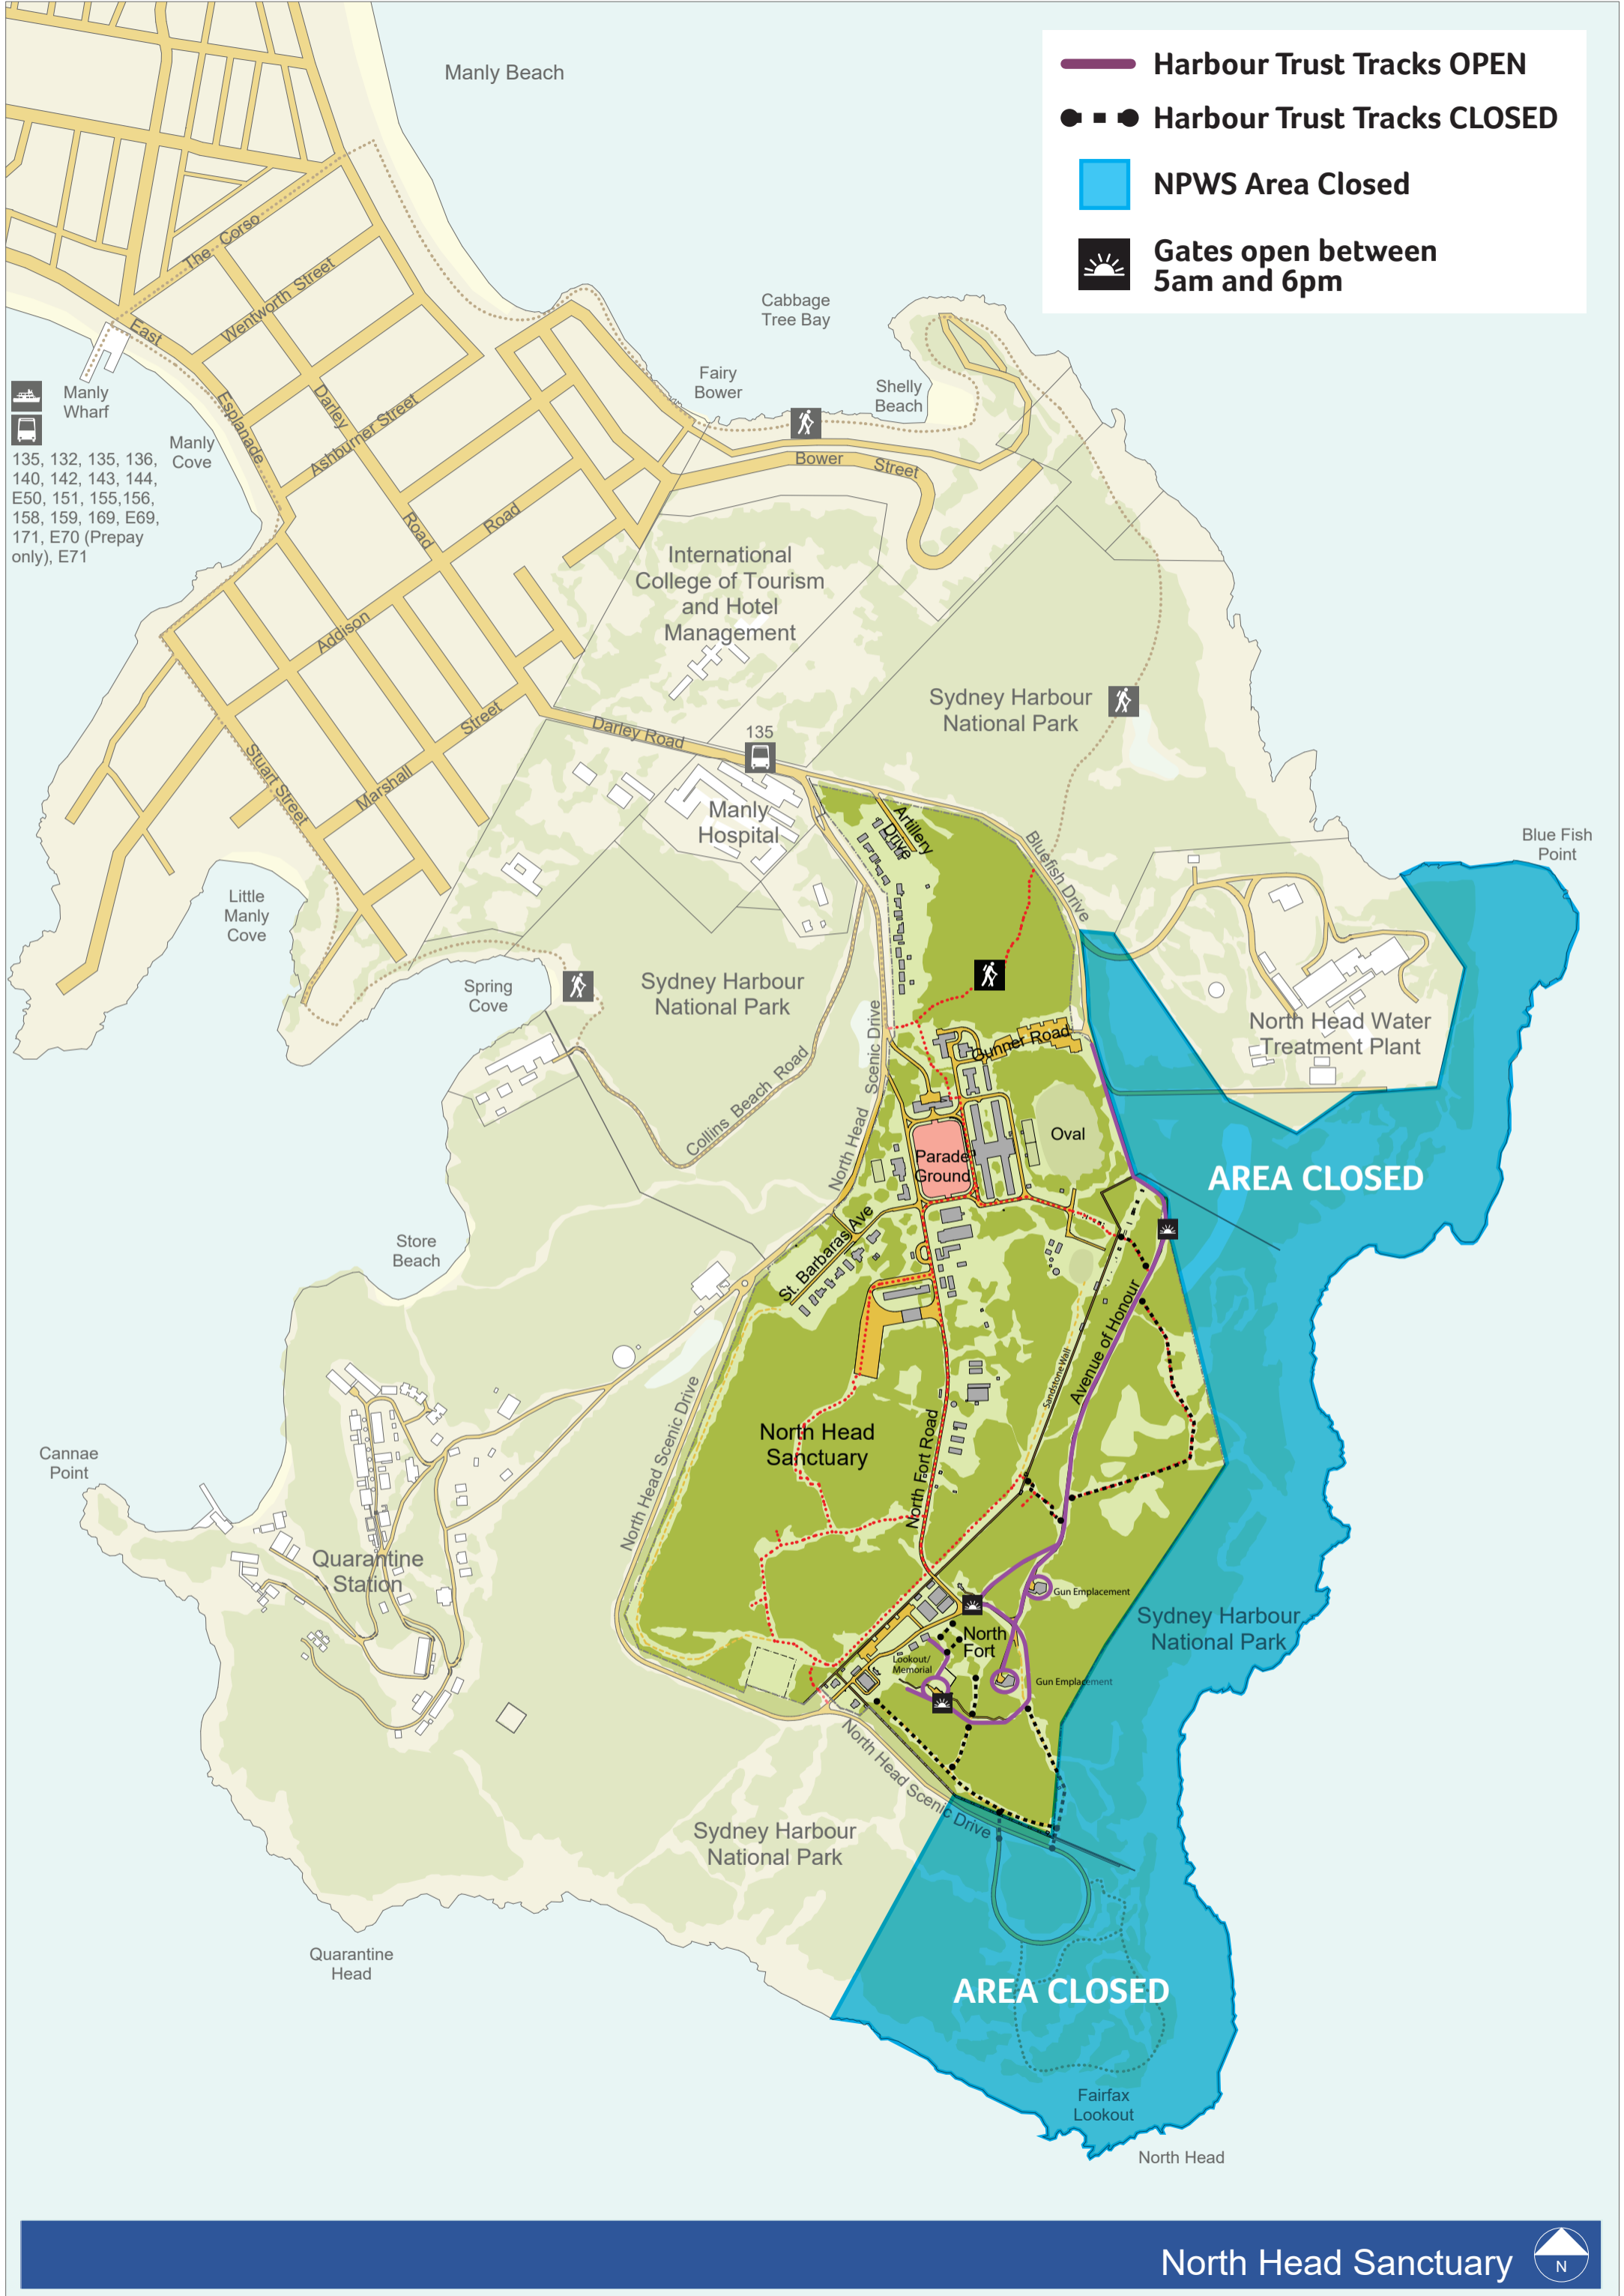 Manly Beach
Harbour Trust Tracks OPEN
Harbour Trust Tracks CLOSED
NPWS Area Closed
Gates open between
5am and 6pm
The Corso
Wentworth Street
East
Esplanade
Darley
Road
Ashburner Street
Cabbage
Tree Bay
Fairy
Bower
Shelly
Beach
Manly
Wharf
Manly
Cove
135, 132, 135, 136,
140, 142, 143, 144,
E50, 151, 155,156,
158, 159, 169, E69,
171, E70 (Prepay
only), E71
Bower Street
Addison
Road
International
College of Tourism
and Hotel
Management
Sydney Harbour
National Park
Stuart Street
Marshall
Street
Darley Road
135
Manly
Hospital
Artillery
Drive
Bluefish Drive
Blue Fish
Point
Little
Manly
Cove
Spring
Cove
Sydney Harbour
National Park
Collins Beach Road
North Head Scenic Drive
Gunner Road
North Head Water
Treatment Plant
Oval
Parade
Ground
AREA CLOSED
Store
Beach
St. Barbaras Ave
Avenue of Honour
Sandstone Wall
North Head
Sanctuary
North Fort Road
North Head Scenic Drive
Cannae
Point
Quarantine
Station
Gun Emplacement
Sydney Harbour
National Park
North
Fort
Lookout/
Memorial
Gun Emplacement
North Head Scenic Drive
Sydney Harbour
National Park
Quarantine
Head
AREA CLOSED
Fairfax
Lookout
North Head
North Head Sanctuary
N